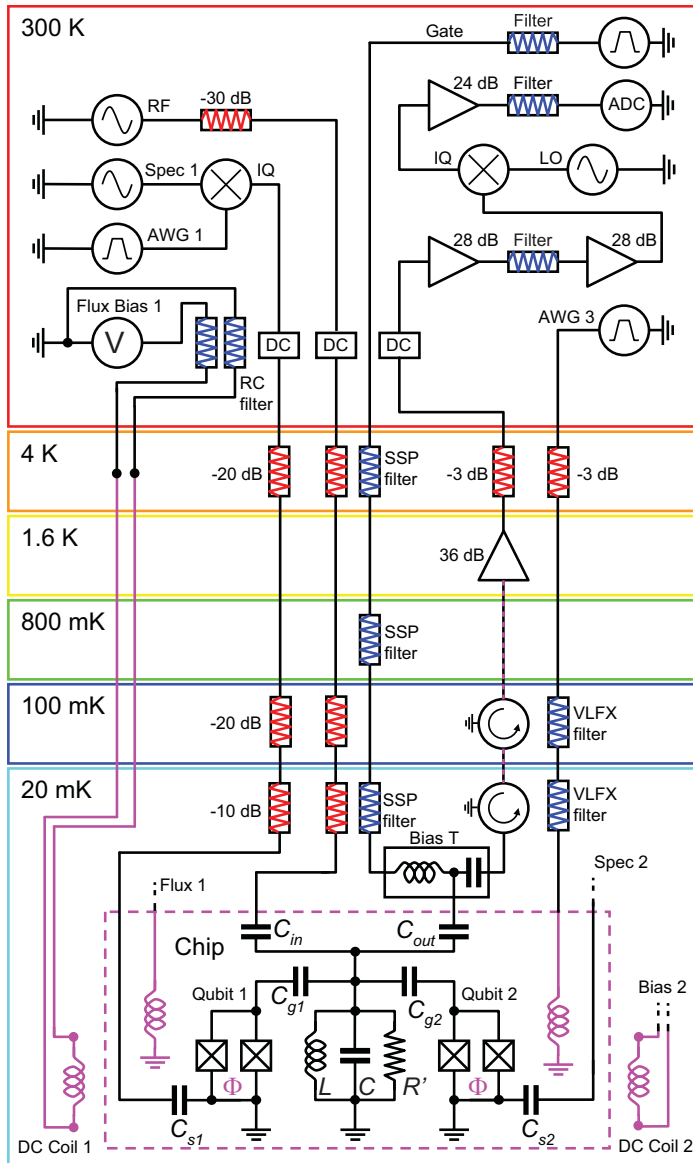 300 K
Gate
Filter
24 dB
Filter
ADC
RF
-30 dB
Spec 1
IQ
IQ
LO
AWG 1
28 dB
Filter
28 dB
Flux Bias 1
V
RC
filter
DC
DC
DC
AWG 3
4 K
-20 dB
SSP
filter
-3 dB
-3 dB
1.6 K
36 dB
800 mK
SSP
filter
100 mK
-20 dB
VLFX
filter
20 mK
-10 dB
SSP
filter
VLFX
filter
Bias T
Flux 1
Spec 2
Chip
C_in
C_out
Qubit 1
C_g1
C_g2
Qubit 2
Bias 2
Φ
L
C
R'
Φ
C_s1
C_s2
DC Coil 1
DC Coil 2